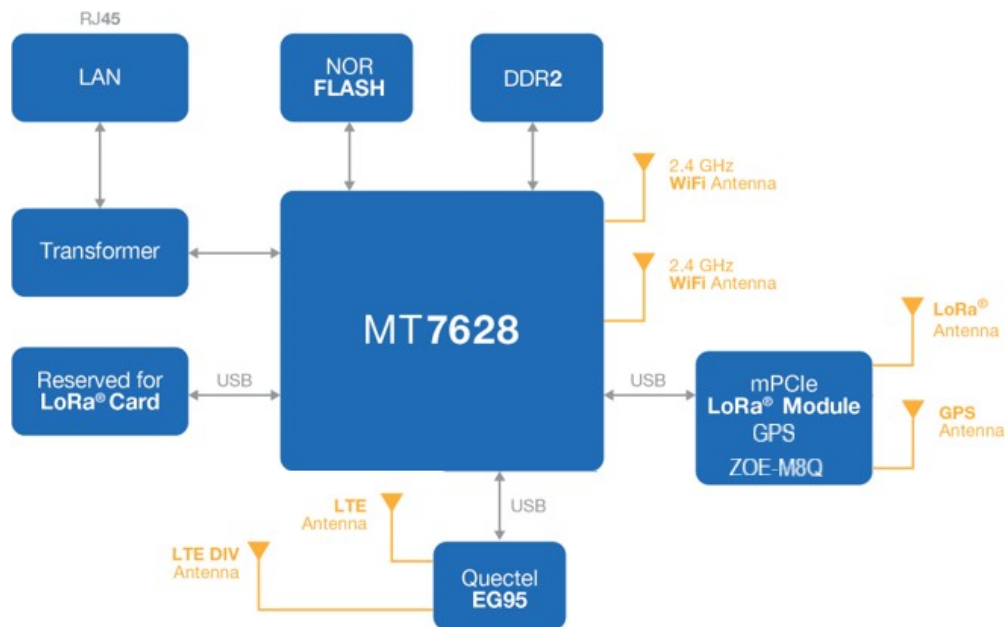 RJ45
LAN
NOR
FLASH
DDR2
2.4 GHz
WiFi Antenna
Transformer
2.4 GHz
WiFi Antenna
MT7628
LoRa®
Antenna
Reserved for
LoRa® Card
USB
USB
mPCIe
LoRa® Module
GPS
ZOE-M8Q
GPS
Antenna
LTE
Antenna
USB
LTE DIV
Antenna
Quectel
EG95